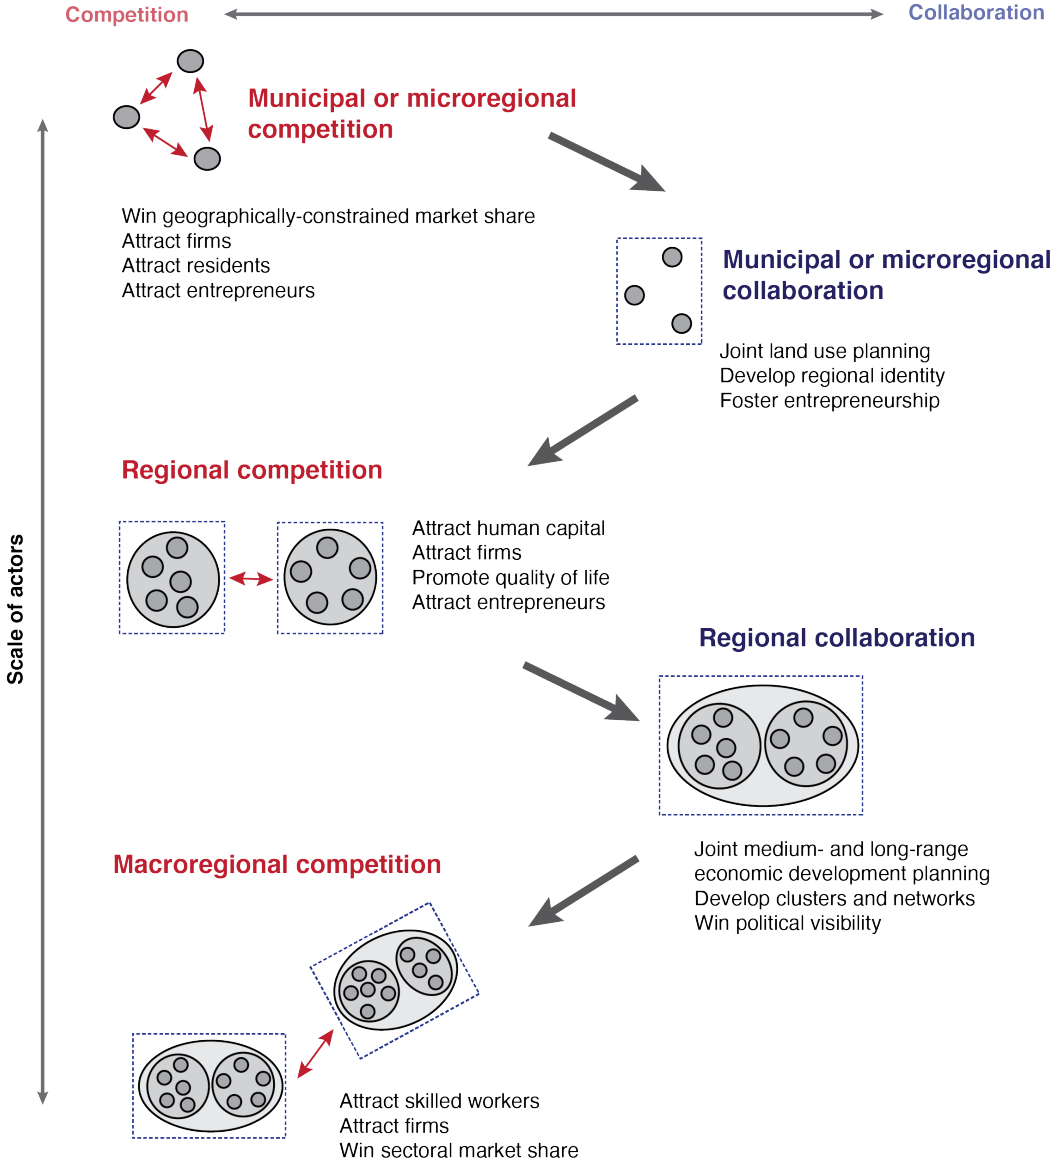 Competition
Collaboration
Municipal or microregional
competition
Win geographically-constrained market share
Attract firms
Attract residents
Attract entrepreneurs
Municipal or microregional
collaboration
Joint land use planning
Develop regional identity
Foster entrepreneurship
Regional competition
Attract human capital
Attract firms
Promote quality of life
Attract entrepreneurs
Scale of actors
Regional collaboration
Joint medium- and long-range
economic development planning
Develop clusters and networks
Win political visibility
Macroregional competition
Attract skilled workers
Attract firms
Win sectoral market share